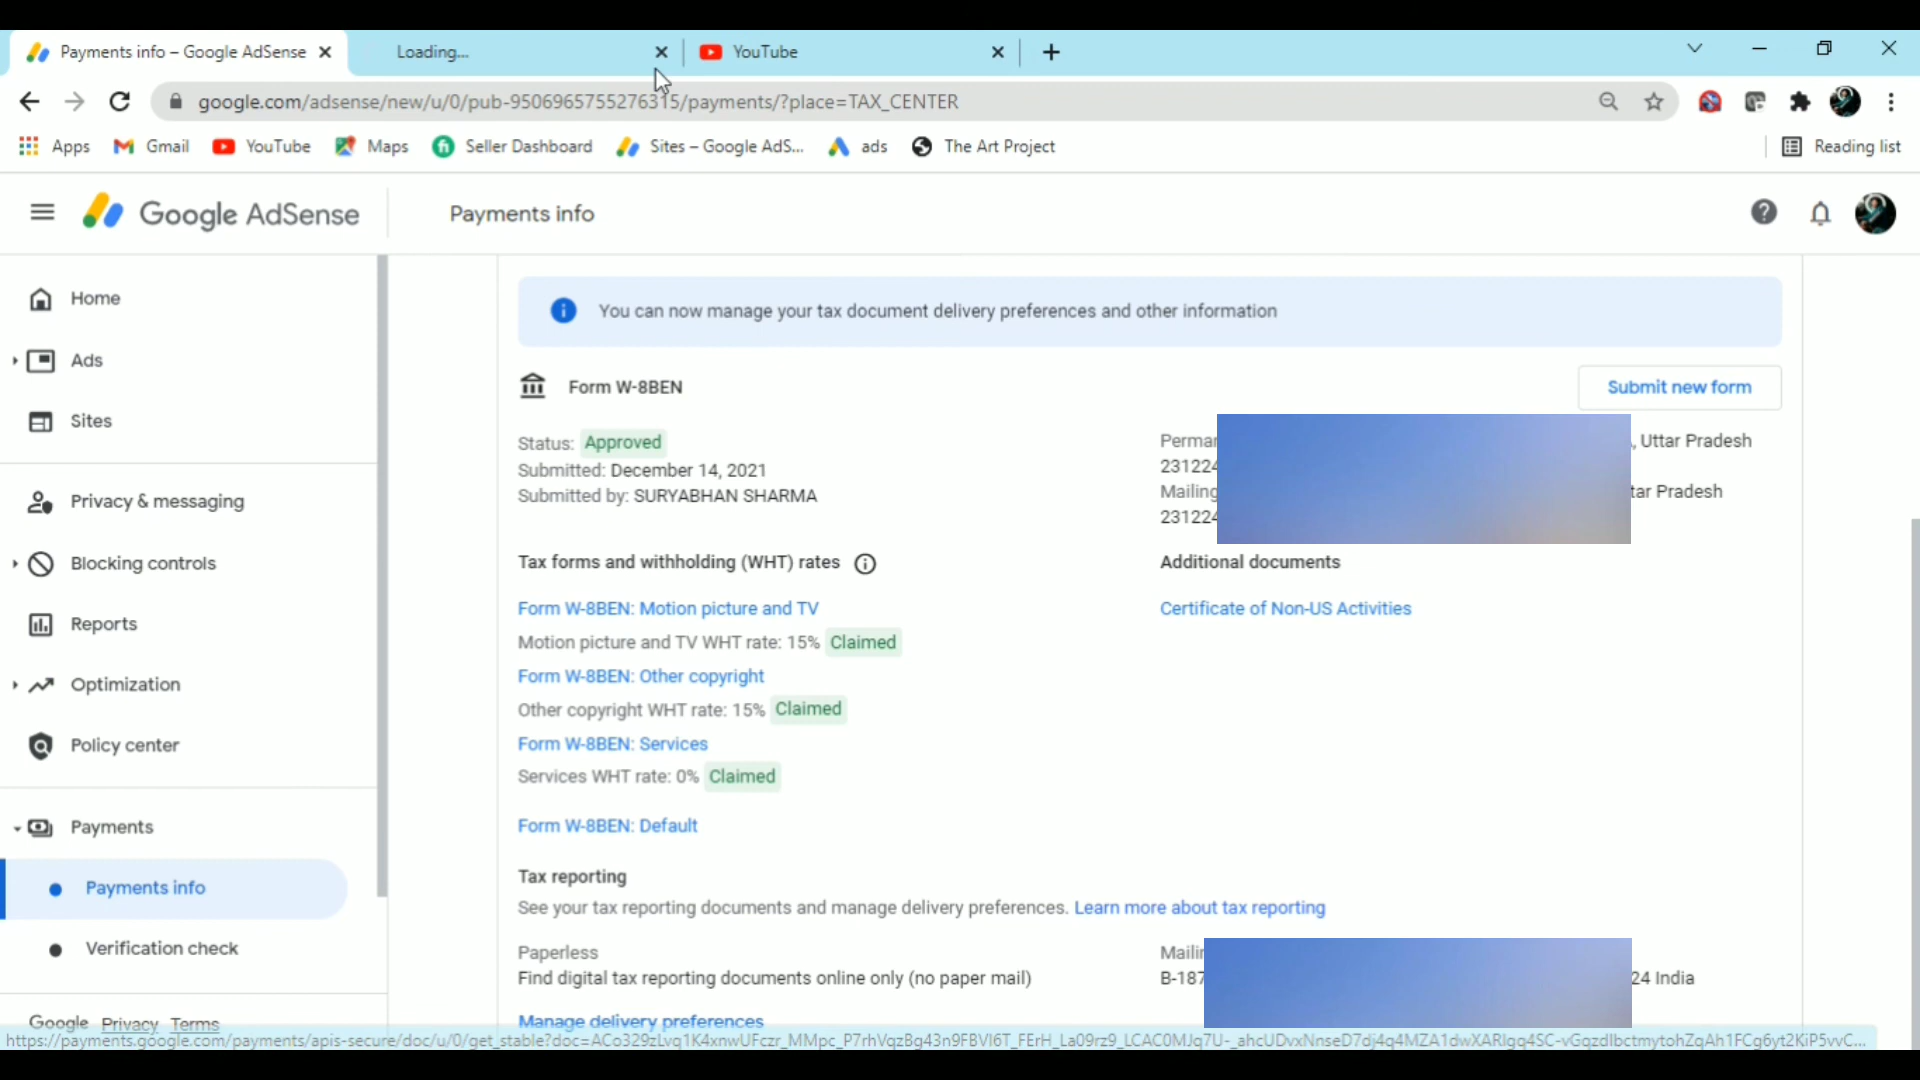 Payments info – Google AdSense
Loading...
YouTube
google.com/adsense/new/u/0/pub-9506965755276315/payments/?place=TAX_CENTER
Apps
Gmail
YouTube
Maps
Seller Dashboard
Sites – Google AdS...
ads
The Art Project
Reading list
Google AdSense
Payments info
Home
Ads
Sites
Privacy & messaging
Blocking controls
Reports
Optimization
Policy center
Payments
Payments info
Verification check
Google Privacy Terms
You can now manage your tax document delivery preferences and other information
Form W-8BEN
Submit new form
Status: Approved
Submitted: December 14, 2021
Submitted by: SURYABHAN SHARMA
, Uttar Pradesh
231224
Mailing
Pradesh
231224
Tax forms and withholding (WHT) rates
Form W-8BEN: Motion picture and TV
Motion picture and TV WHT rate: 15% Claimed
Form W-8BEN: Other copyright
Other copyright WHT rate: 15% Claimed
Form W-8BEN: Services
Services WHT rate: 0% Claimed
Form W-8BEN: Default
Additional documents
Certificate of Non-US Activities
Tax reporting
See your tax reporting documents and manage delivery preferences. Learn more about tax reporting
Paperless
Find digital tax reporting documents online only (no paper mail)
B-187
24 India
Manage delivery preferences